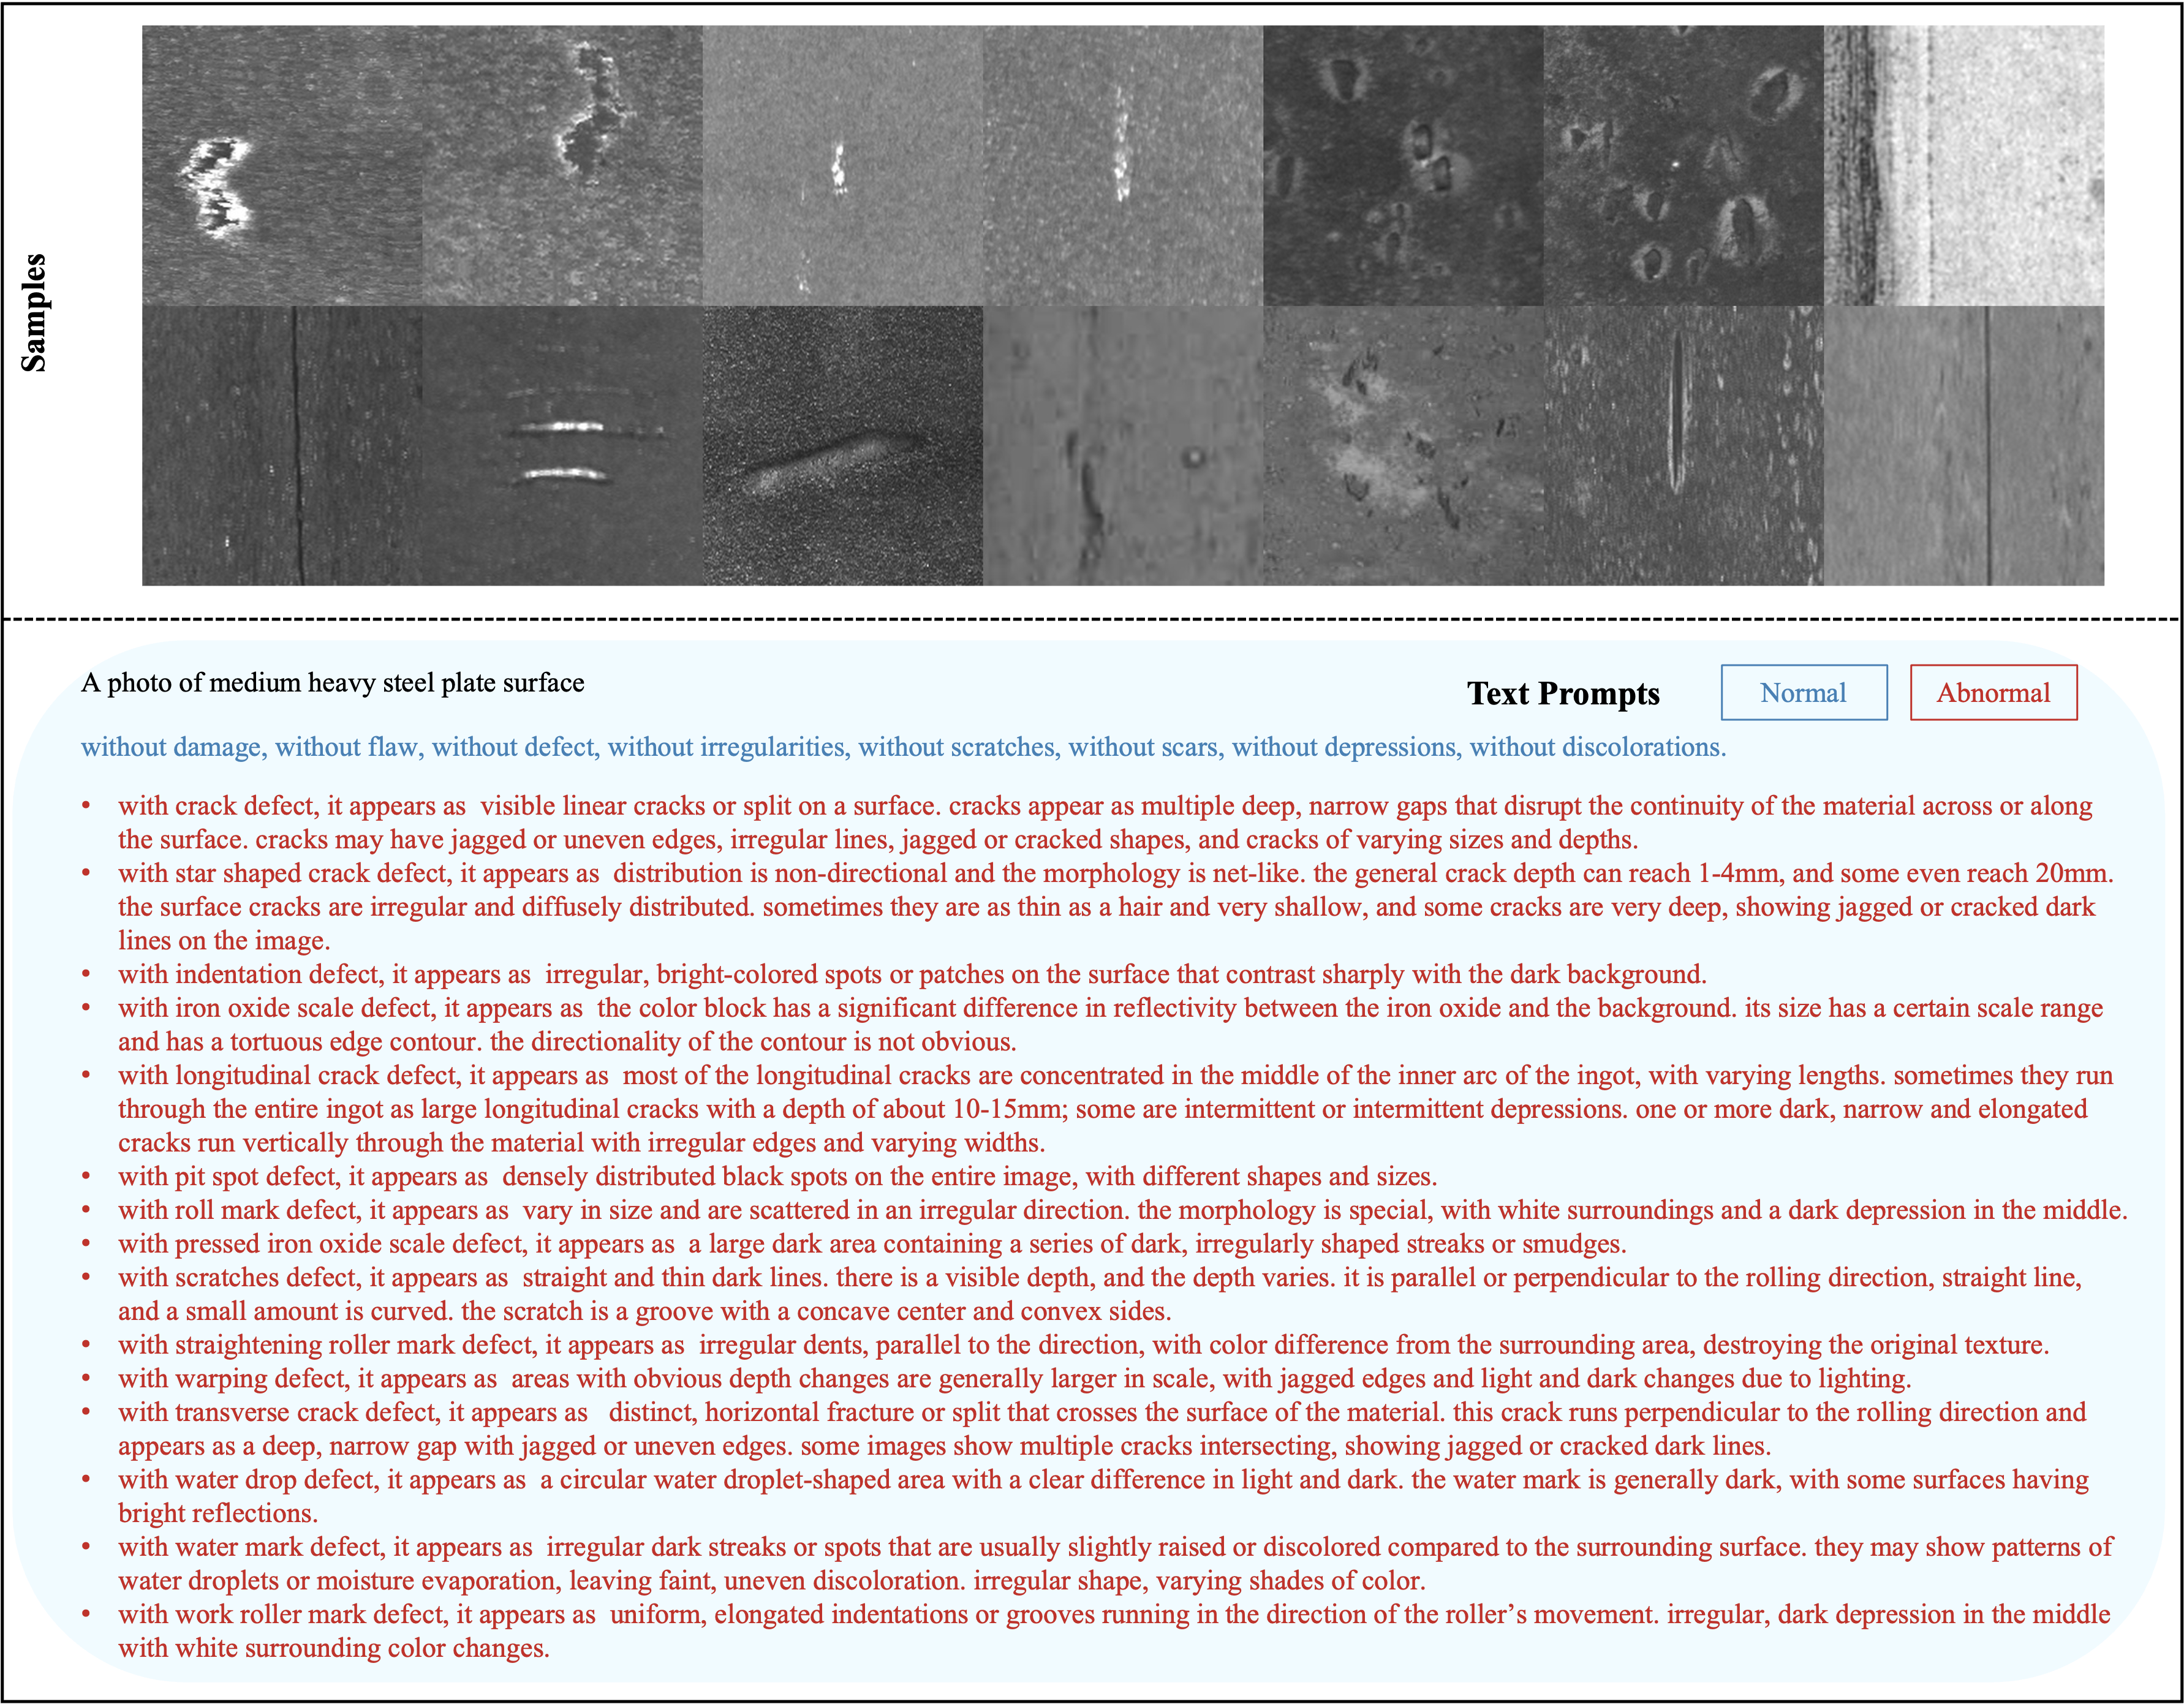 Samples
A photo of medium heavy steel plate surface
Text Prompts
Normal
Abnormal
without damage, without flaw, without defect, without irregularities, without scratches, without scars, without depressions, without discolorations.
• with crack defect, it appears as visible linear cracks or split on a surface. cracks appear as multiple deep, narrow gaps that disrupt the continuity of the material across or along
the surface. cracks may have jagged or uneven edges, irregular lines, jagged or cracked shapes, and cracks of varying sizes and depths.
• with star shaped crack defect, it appears as distribution is non-directional and the morphology is net-like. the general crack depth can reach 1-4mm, and some even reach 20mm.
the surface cracks are irregular and diffusely distributed. sometimes they are as thin as a hair and very shallow, and some cracks are very deep, showing jagged or cracked dark
lines on the image.
• with indentation defect, it appears as irregular, bright-colored spots or patches on the surface that contrast sharply with the dark background.
• with iron oxide scale defect, it appears as the color block has a significant difference in reflectivity between the iron oxide and the background. its size has a certain scale range
and has a tortuous edge contour. the directionality of the contour is not obvious.
• with longitudinal crack defect, it appears as most of the longitudinal cracks are concentrated in the middle of the inner arc of the ingot, with varying lengths. sometimes they run
through the entire ingot as large longitudinal cracks with a depth of about 10-15mm; some are intermittent or intermittent depressions. one or more dark, narrow and elongated
cracks run vertically through the material with irregular edges and varying widths.
• with pit spot defect, it appears as densely distributed black spots on the entire image, with different shapes and sizes.
• with roll mark defect, it appears as vary in size and are scattered in an irregular direction. the morphology is special, with white surroundings and a dark depression in the middle.
• with pressed iron oxide scale defect, it appears as a large dark area containing a series of dark, irregularly shaped streaks or smudges.
• with scratches defect, it appears as straight and thin dark lines. there is a visible depth, and the depth varies. it is parallel or perpendicular to the rolling direction, straight line,
and a small amount is curved. the scratch is a groove with a concave center and convex sides.
• with straightening roller mark defect, it appears as irregular dents, parallel to the direction, with color difference from the surrounding area, destroying the original texture.
• with warping defect, it appears as areas with obvious depth changes are generally larger in scale, with jagged edges and light and dark changes due to lighting.
• with transverse crack defect, it appears as distinct, horizontal fracture or split that crosses the surface of the material. this crack runs perpendicular to the rolling direction and
appears as a deep, narrow gap with jagged or uneven edges. some images show multiple cracks intersecting, showing jagged or cracked dark lines.
• with water drop defect, it appears as a circular water droplet-shaped area with a clear difference in light and dark. the water mark is generally dark, with some surfaces having
bright reflections.
• with water mark defect, it appears as irregular dark streaks or spots that are usually slightly raised or discolored compared to the surrounding surface. they may show patterns of
water droplets or moisture evaporation, leaving faint, uneven discoloration. irregular shape, varying shades of color.
• with work roller mark defect, it appears as uniform, elongated indentations or grooves running in the direction of the roller’s movement. irregular, dark depression in the middle
with white surrounding color changes.